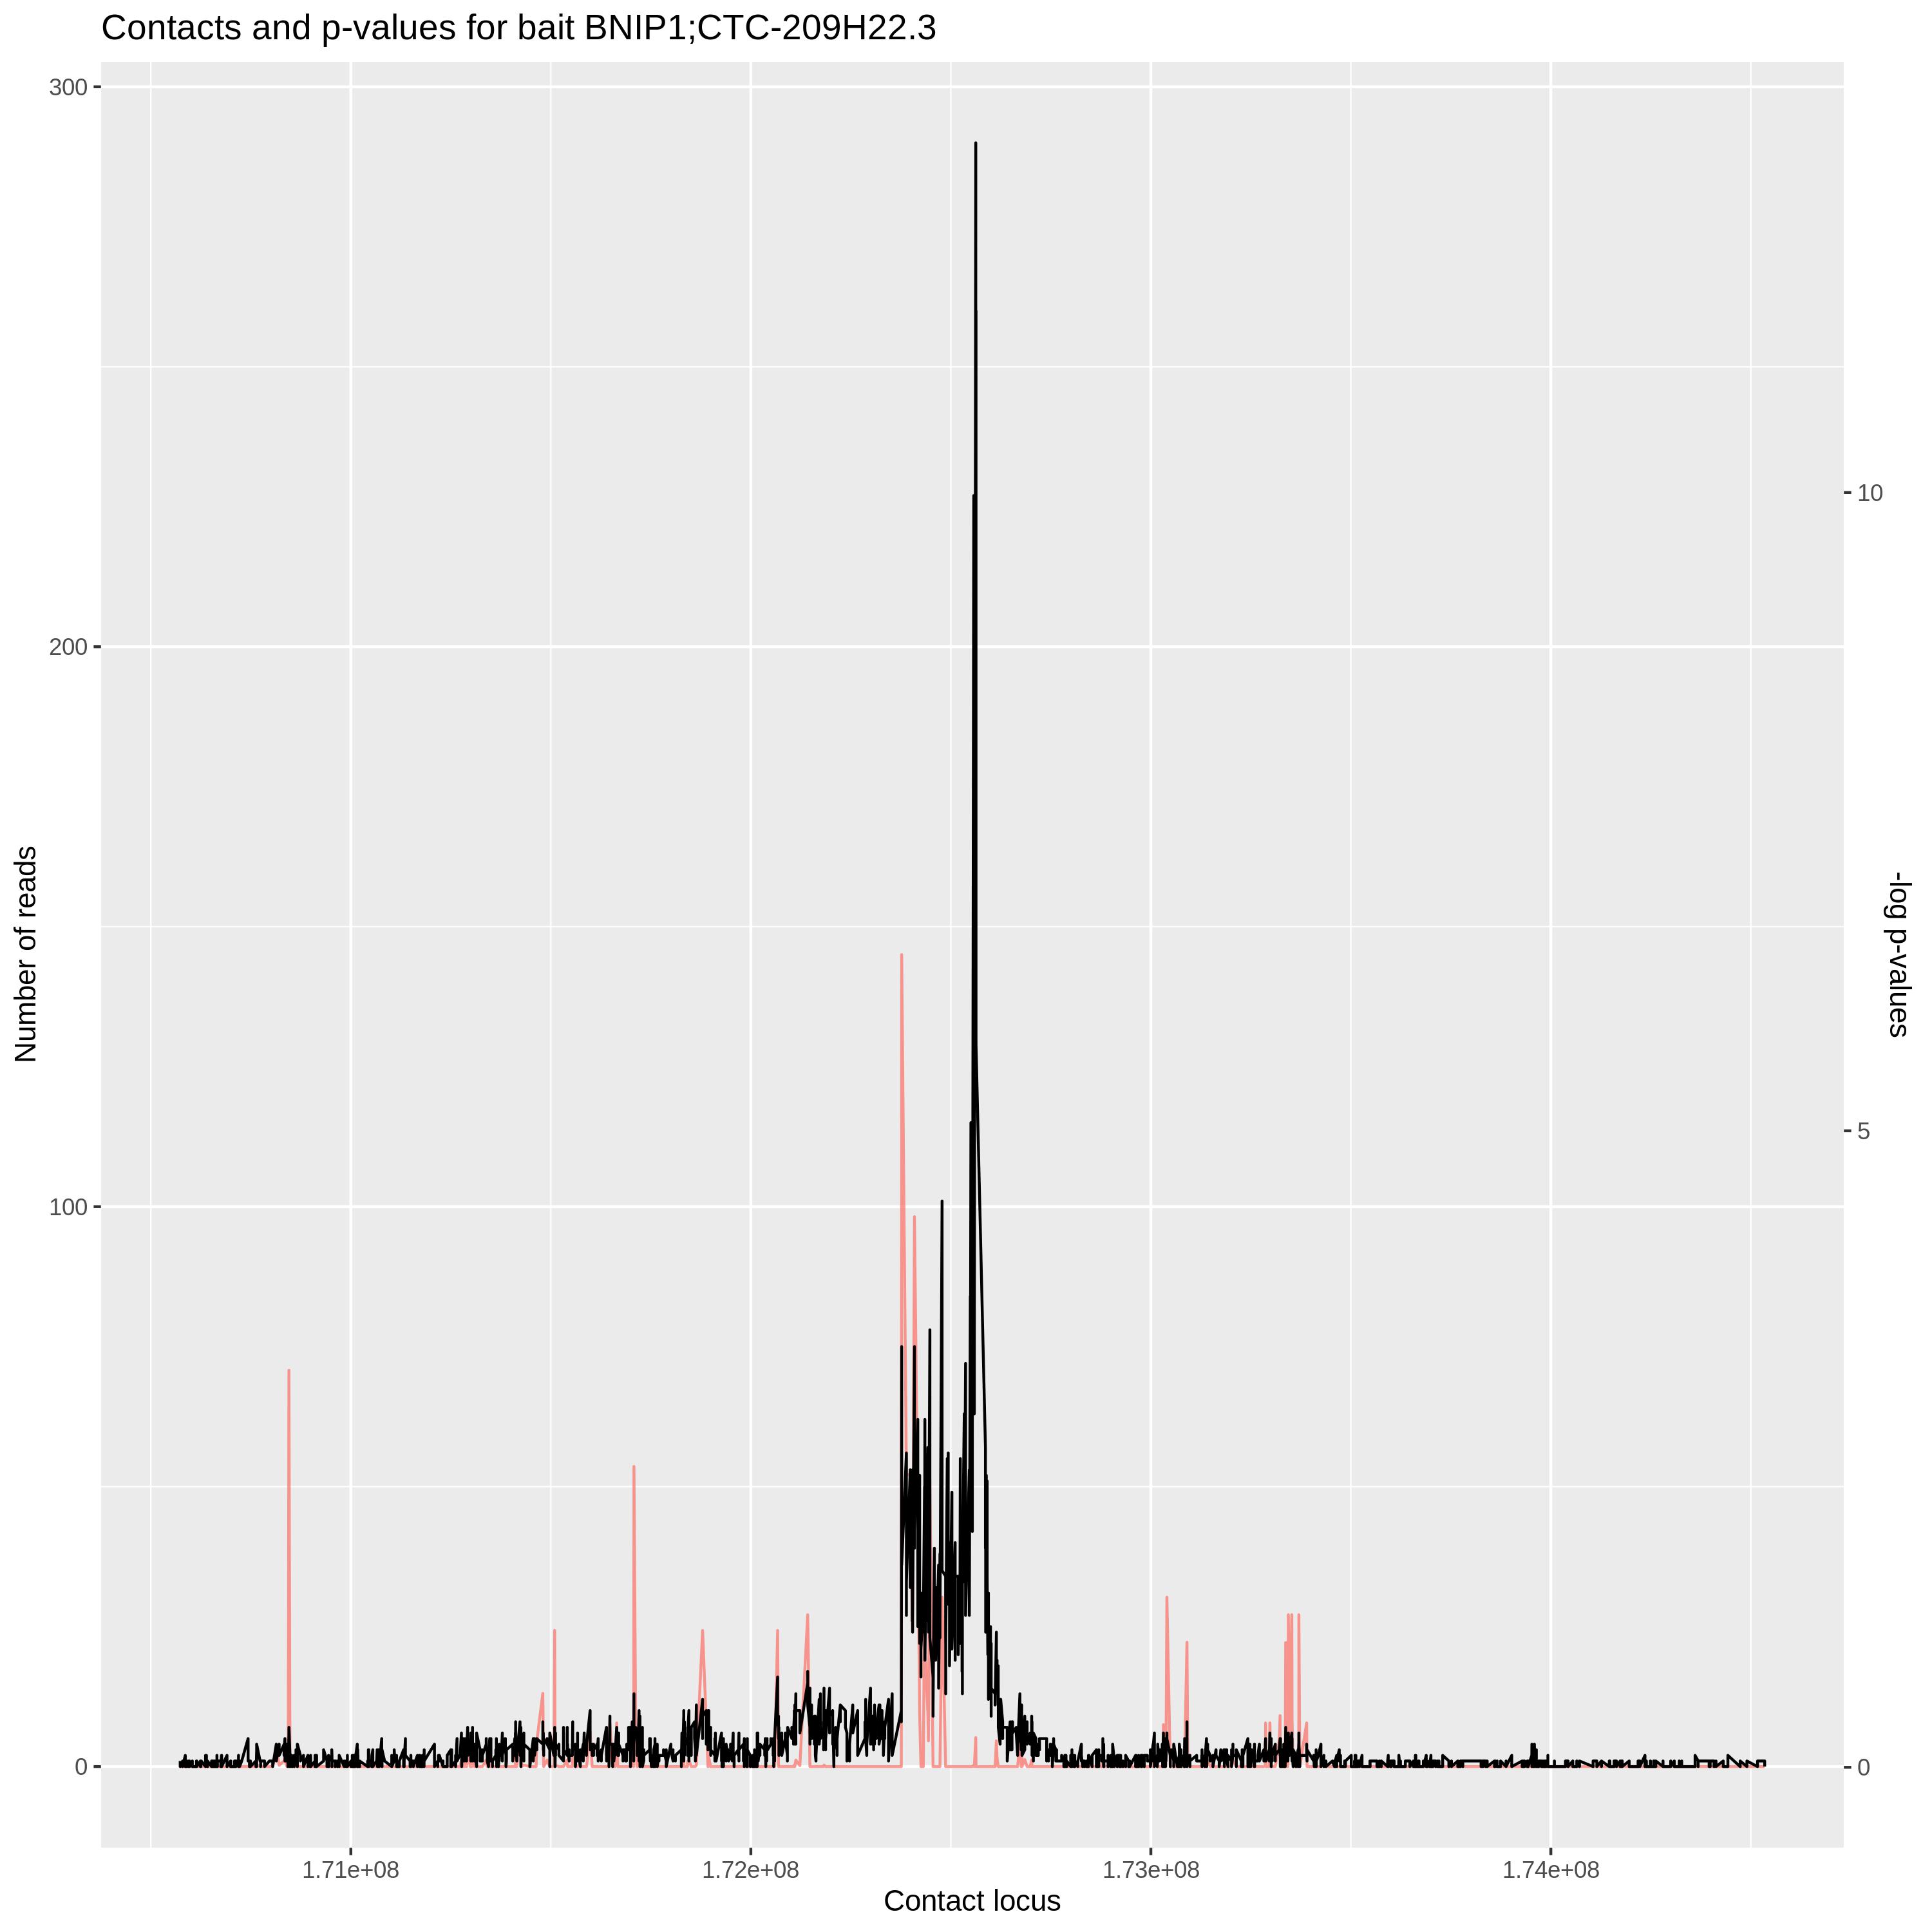 Contacts and p-values for bait BNIP1;CTC-209H22.3
300
200
100
0
Number of reads
10
5
0
-log p-values
1.71e+08
1.72e+08
1.73e+08
1.74e+08
Contact locus